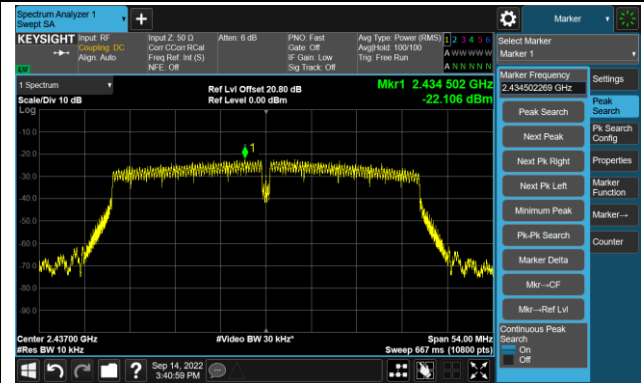 Spectrum Analyzer 1
Swept SA
+
Marker
KEYSIGHT
Input: RF
Coupling: DC
Align: Auto
Input Z: 50 Ω
Corr CCorr RCal
Freq Ref: Int (S)
NFE: Off
Atten: 6 dB
PNO: Fast
Gate: Off
IF Gain: Low
Sig Track: Off
Avg Type: Power (RMS)
Avg|Hold: 100/100
Trig: Free Run
1 2 3 4 5 6
A W W W W W
A N N N N N
Select Marker
Marker 1
1 Spectrum
Scale/Div 10 dB
Log
Ref Lvl Offset 20.80 dB
Ref Level 0.00 dBm
Mkr1 2.434 502 GHz
-22.106 dBm
Marker Frequency
2.434502269 GHz
Settings
Peak Search
Next Peak
Next Pk Right
Next Pk Left
Minimum Peak
Pk-Pk Search
Marker Delta
Mkr→CF
Mkr→Ref Lvl
Continuous Peak
Search
On
Off
Peak
Search
Pk Search
Config
Properties
Marker
Function
Marker→
Counter
-10.0
-20.0
-30.0
-40.0
-50.0
-60.0
-70.0
-80.0
-90.0
1
Center 2.43700 GHz
#Res BW 10 kHz
#Video BW 30 kHz*
Span 54.00 MHz
Sweep 667 ms (10800 pts)
?
Sep 14, 2022
3:40:59 PM